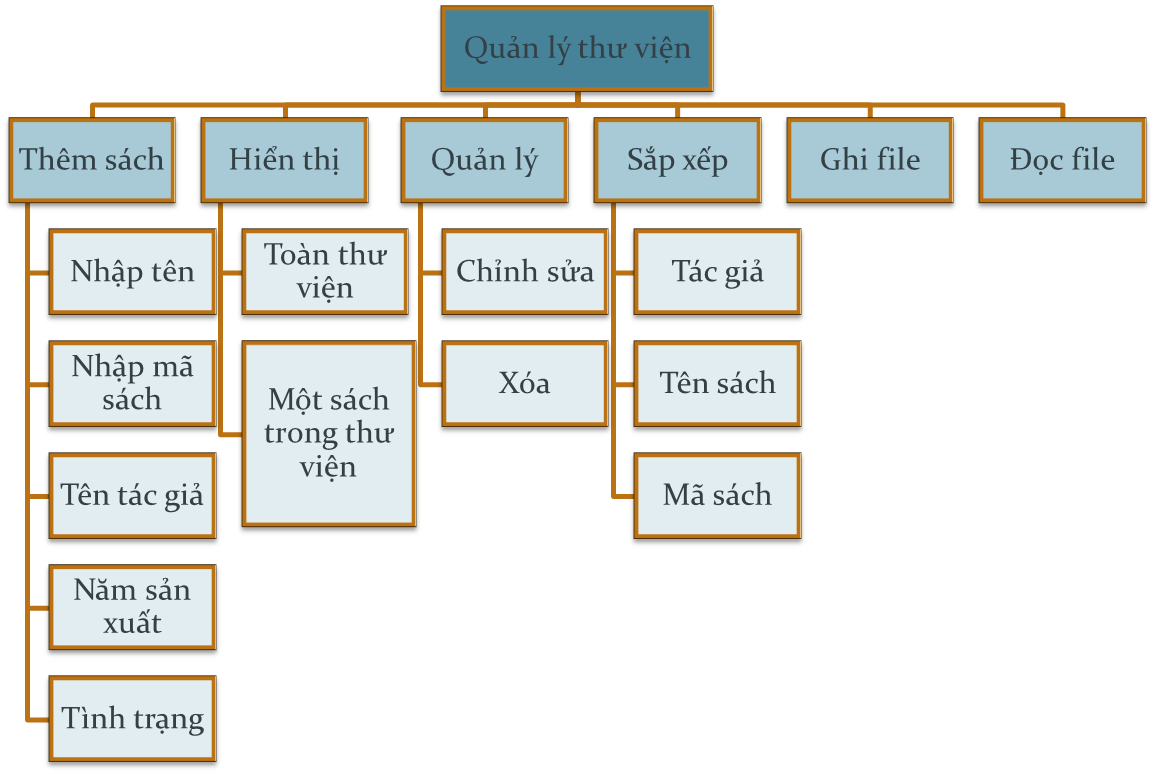 Quản lý thư viện
Thêm sách
Hiển thị
Quản lý
Sắp xếp
Ghi file
Đọc file
Nhập tên
Nhập mã
sách
Tên tác giả
Năm sản
xuất
Tình trạng
Toàn thư
viện
Một sách
trong thư
viện
Chỉnh sửa
Xóa
Tác giả
Tên sách
Mã sách